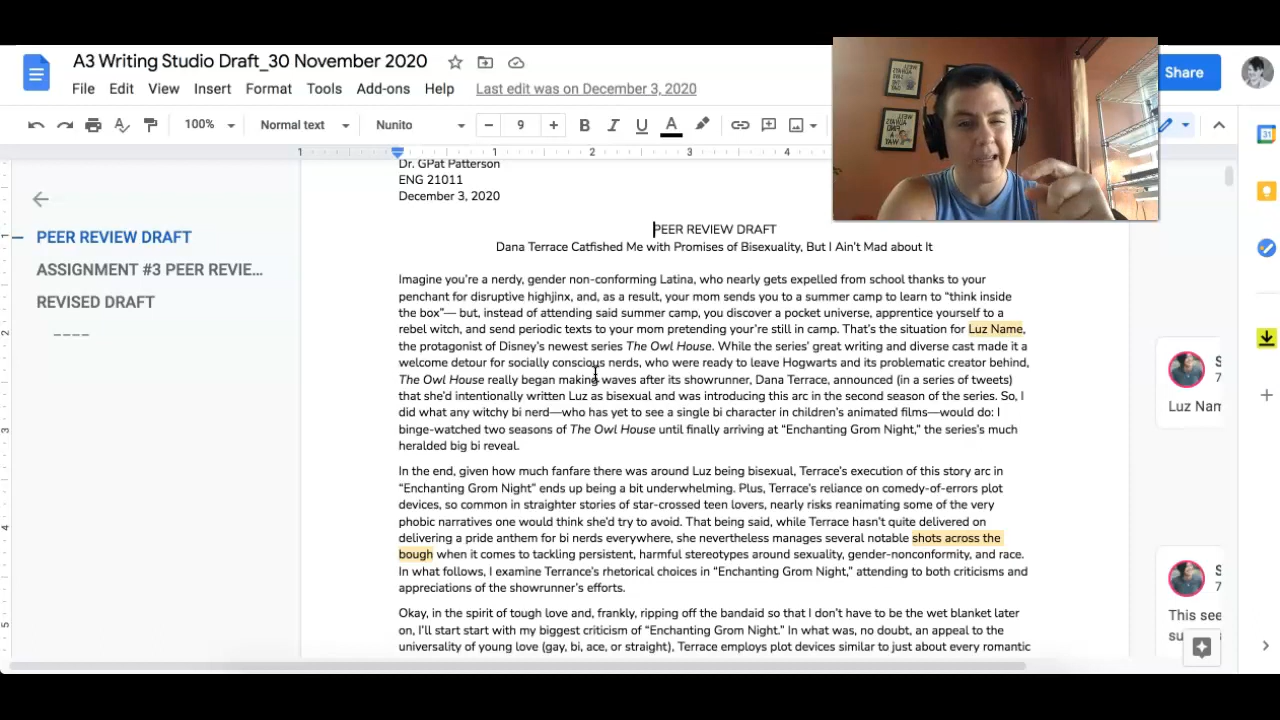 A3 Writing Studio Draft_30 November 2020
Share
File Edit View Insert Format Tools Add-ons Help Last edit was on December 3, 2020
100% Normal text Nunito 9 B I U A
1 1 2 3 4
31
PEER REVIEW DRAFT
ASSIGNMENT #3 PEER REVIE...
REVISED DRAFT
----
Dr. GPat Patterson
ENG 21011
December 3, 2020
PEER REVIEW DRAFT
Dana Terrace Catfished Me with Promises of Bisexuality, But I Ain't Mad about It
Imagine you're a nerdy, gender non-conforming Latina, who nearly gets expelled from school thanks to your
penchant for disruptive highjinx, and, as a result, your mom sends you to a summer camp to learn to “think inside
the box”— but, instead of attending said summer camp, you discover a pocket universe, apprentice yourself to a
rebel witch, and send periodic texts to your mom pretending your're still in camp. That's the situation for Luz Name,
the protagonist of Disney's newest series The Owl House. While the series' great writing and diverse cast made it a
welcome detour for socially conscious nerds, who were ready to leave Hogwarts and its problematic creator behind,
The Owl House really began making waves after its showrunner, Dana Terrace, announced (in a series of tweets)
that she'd intentionally written Luz as bisexual and was introducing this arc in the second season of the series. So, I
did what any witchy bi nerd—who has yet to see a single bi character in children's animated films—would do: I
binge-watched two seasons of The Owl House until finally arriving at “Enchanting Grom Night,” the series's much
heralded big bi reveal.
In the end, given how much fanfare there was around Luz being bisexual, Terrace's execution of this story arc in
“Enchanting Grom Night” ends up being a bit underwhelming. Plus, Terrace's reliance on comedy-of-errors plot
devices, so common in straighter stories of star-crossed teen lovers, nearly risks reanimating some of the very
phobic narratives one would think she'd try to avoid. That being said, while Terrace hasn't quite delivered on
delivering a pride anthem for bi nerds everywhere, she nevertheless manages several notable shots across the
bough when it comes to tackling persistent, harmful stereotypes around sexuality, gender-nonconformity, and race.
In what follows, I examine Terrance's rhetorical choices in “Enchanting Grom Night,” attending to both criticisms and
appreciations of the showrunner's efforts.
Okay, in the spirit of tough love and, frankly, ripping off the bandaid so that I don't have to be the wet blanket later
on, I'll start start with my biggest criticism of “Enchanting Grom Night.” In what was, no doubt, an appeal to the
universality of young love (gay, bi, ace, or straight), Terrace employs plot devices similar to just about every romantic
1
2
3
4
5
S
7
Luz Nam
S
7
This see
su